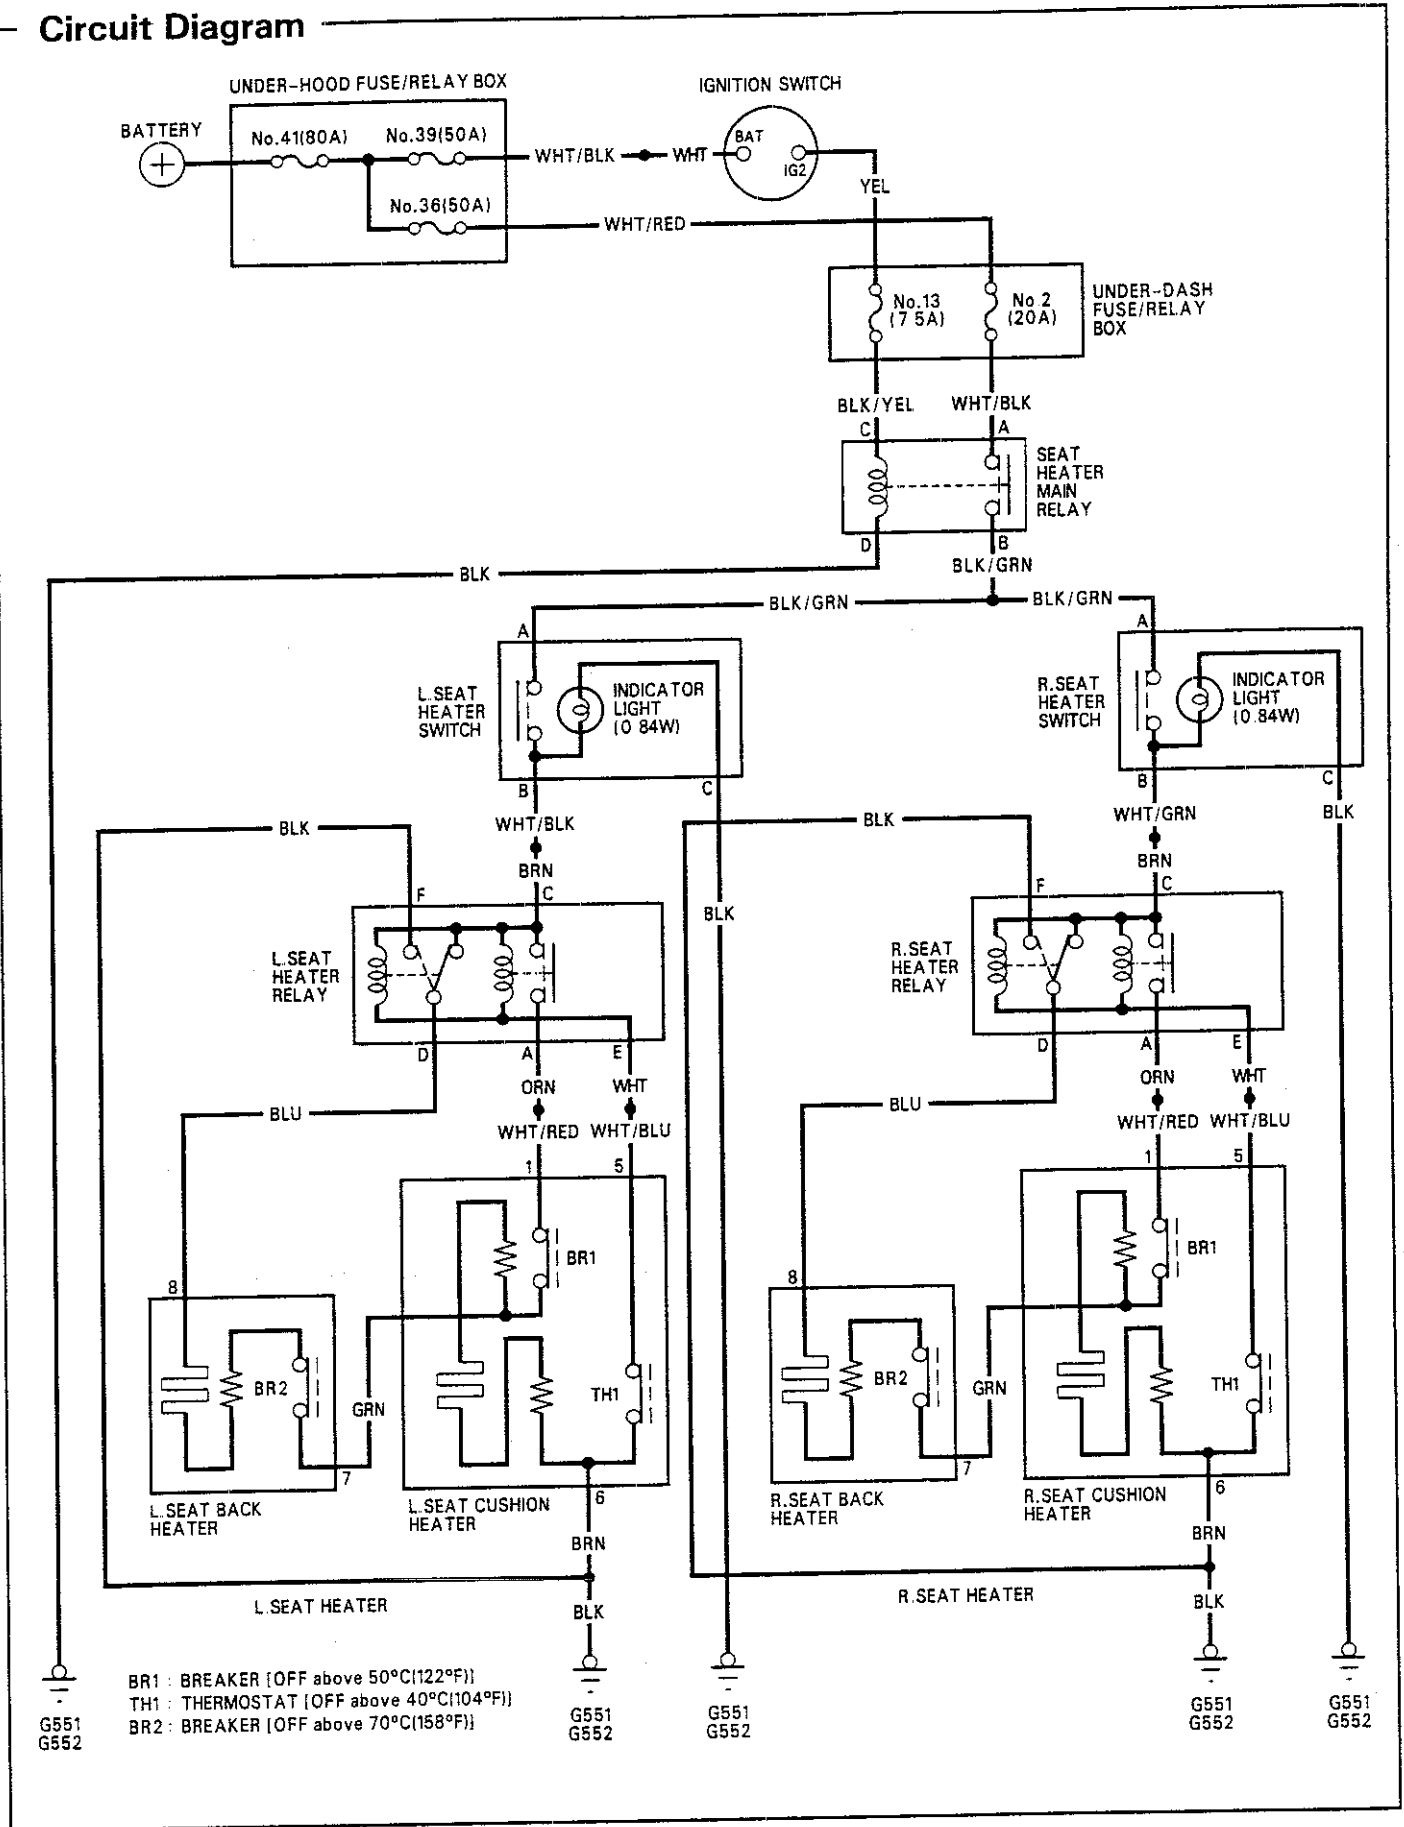 Circuit Diagram
UNDER-HOOD FUSE/RELAY BOX
IGNITION SWITCH
BATTERY
No.41(80A)
No.39(50A)
WHT/BLK
WHT
BAT
IG2
YEL
No.36(50A)
WHT/RED
No.13
(7 5A)
No.2
(20A)
UNDER-DASH
FUSE/RELAY
BOX
BLK/YEL
WHT/BLK
C
A
SEAT
HEATER
MAIN
RELAY
D
B
BLK/GRN
BLK
BLK/GRN
BLK/GRN
A
L.SEAT
HEATER
SWITCH
INDICATOR
LIGHT
(0 84W)
B
C
A
R.SEAT
HEATER
SWITCH
INDICATOR
LIGHT
(0.84W)
B
C
BLK
WHT/BLK
BRN
BLK
BLK
WHT/GRN
BRN
BLK
F
C
L.SEAT
HEATER
RELAY
D
A
E
F
C
R.SEAT
HEATER
RELAY
D
A
E
BLU
ORN
WHT/RED
WHT
WHT/BLU
BLU
ORN
WHT/RED
WHT
WHT/BLU
1
5
BR1
8
BR2
GRN
TH1
7
6
L.SEAT BACK
HEATER
L.SEAT CUSHION
HEATER
BRN
1
5
BR1
8
BR2
GRN
TH1
7
6
R.SEAT BACK
HEATER
R.SEAT CUSHION
HEATER
BRN
L.SEAT HEATER
BLK
R.SEAT HEATER
BLK
BR1 : BREAKER [OFF above 50°C(122°F)]
TH1 : THERMOSTAT [OFF above 40°C(104°F)]
BR2 : BREAKER [OFF above 70°C(158°F)]
G551
G552
G551
G552
G551
G552
G551
G552
G551
G552